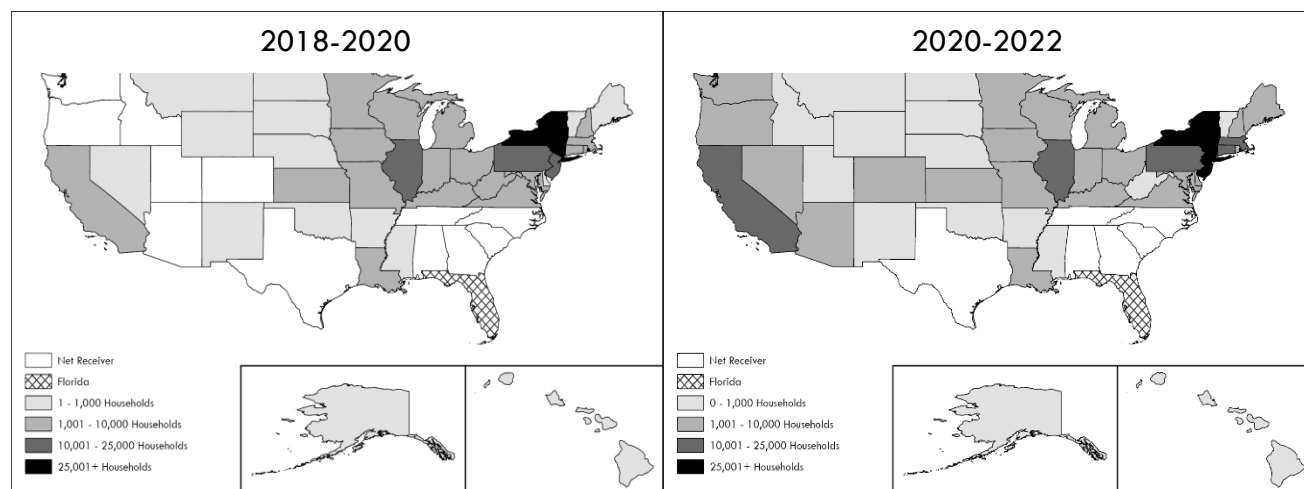 2018-2020
Net Receiver
Florida
1 - 1,000 Households
1,001 - 10,000 Households
10,001 - 25,000 Households
25,001+ Households
2020-2022
Net Receiver
Florida
0 - 1,000 Households
1,001 - 10,000 Households
10,001 - 25,000 Households
25,001+ Households